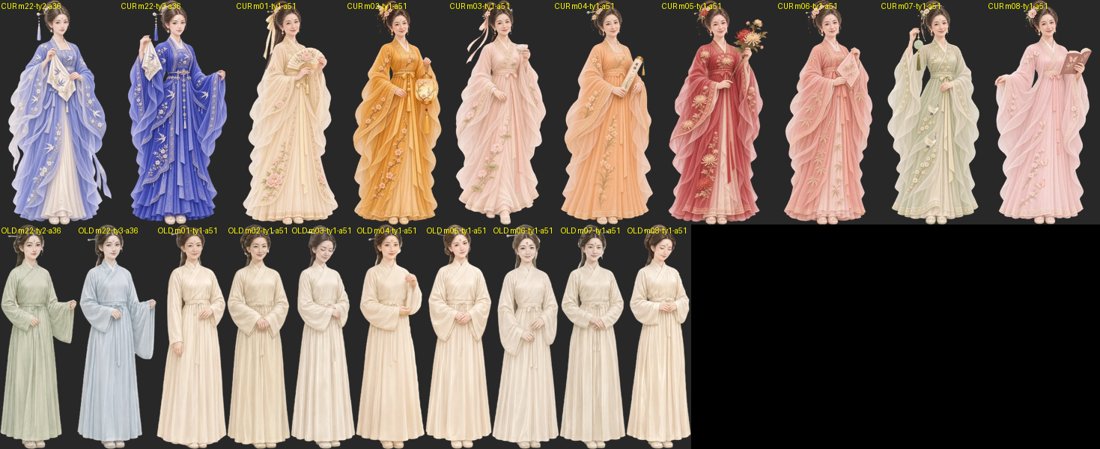 CUR m22-ty2-a36
CUR m22-ty3-a36
CUR m01-ty1-a51
CUR m02-ty1-a51
CUR m03-ty1-a51
CUR m04-ty1-a51
CUR m05-ty1-a51
CUR m06-ty1-a51
CUR m07-ty1-a51
CUR m08-ty1-a51
OLD m22-ty2-a36
OLD m22-ty3-a36
OLD m01-ty1-a51
OLD m02-ty1-a51
OLD m03-ty1-a51
OLD m04-ty1-a51
OLD m05-ty1-a51
OLD m06-ty1-a51
OLD m07-ty1-a51
OLD m08-ty1-a51